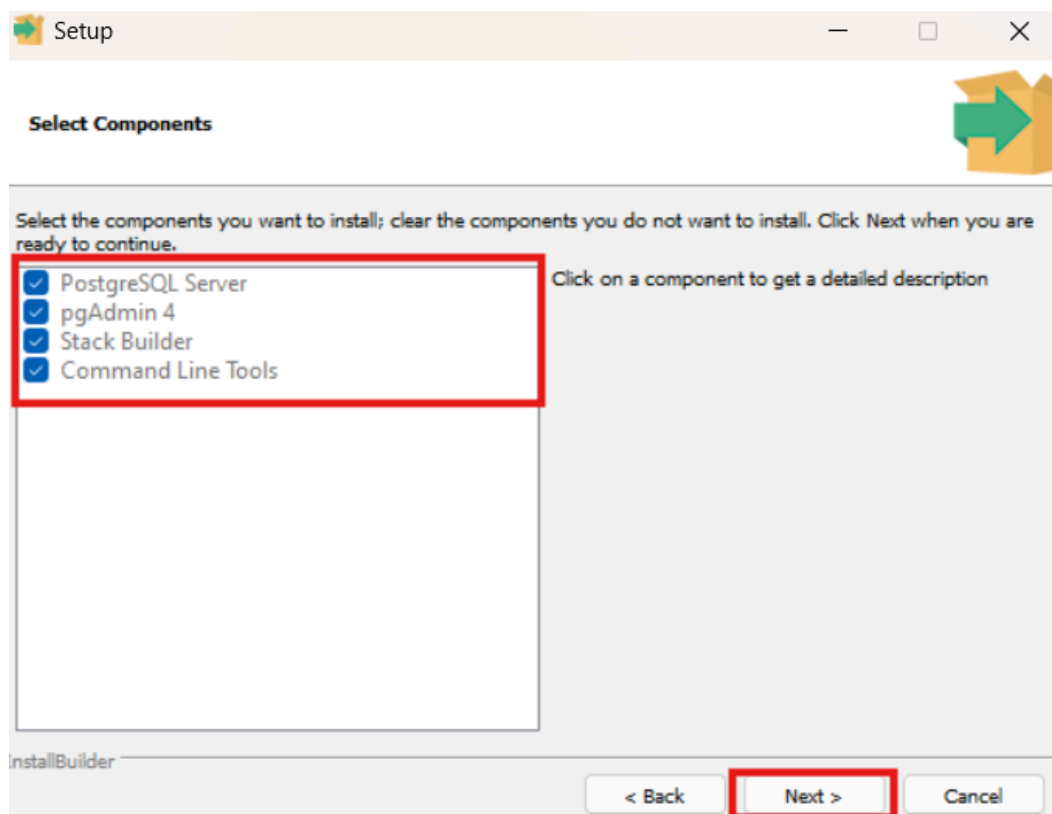 Setup
Select Components
Select the components you want to install; clear the components you do not want to install. Click Next when you are
ready to continue.
PostgreSQL Server
pgAdmin 4
Stack Builder
Command Line Tools
Click on a component to get a detailed description
InstallBuilder
< Back
Next >
Cancel